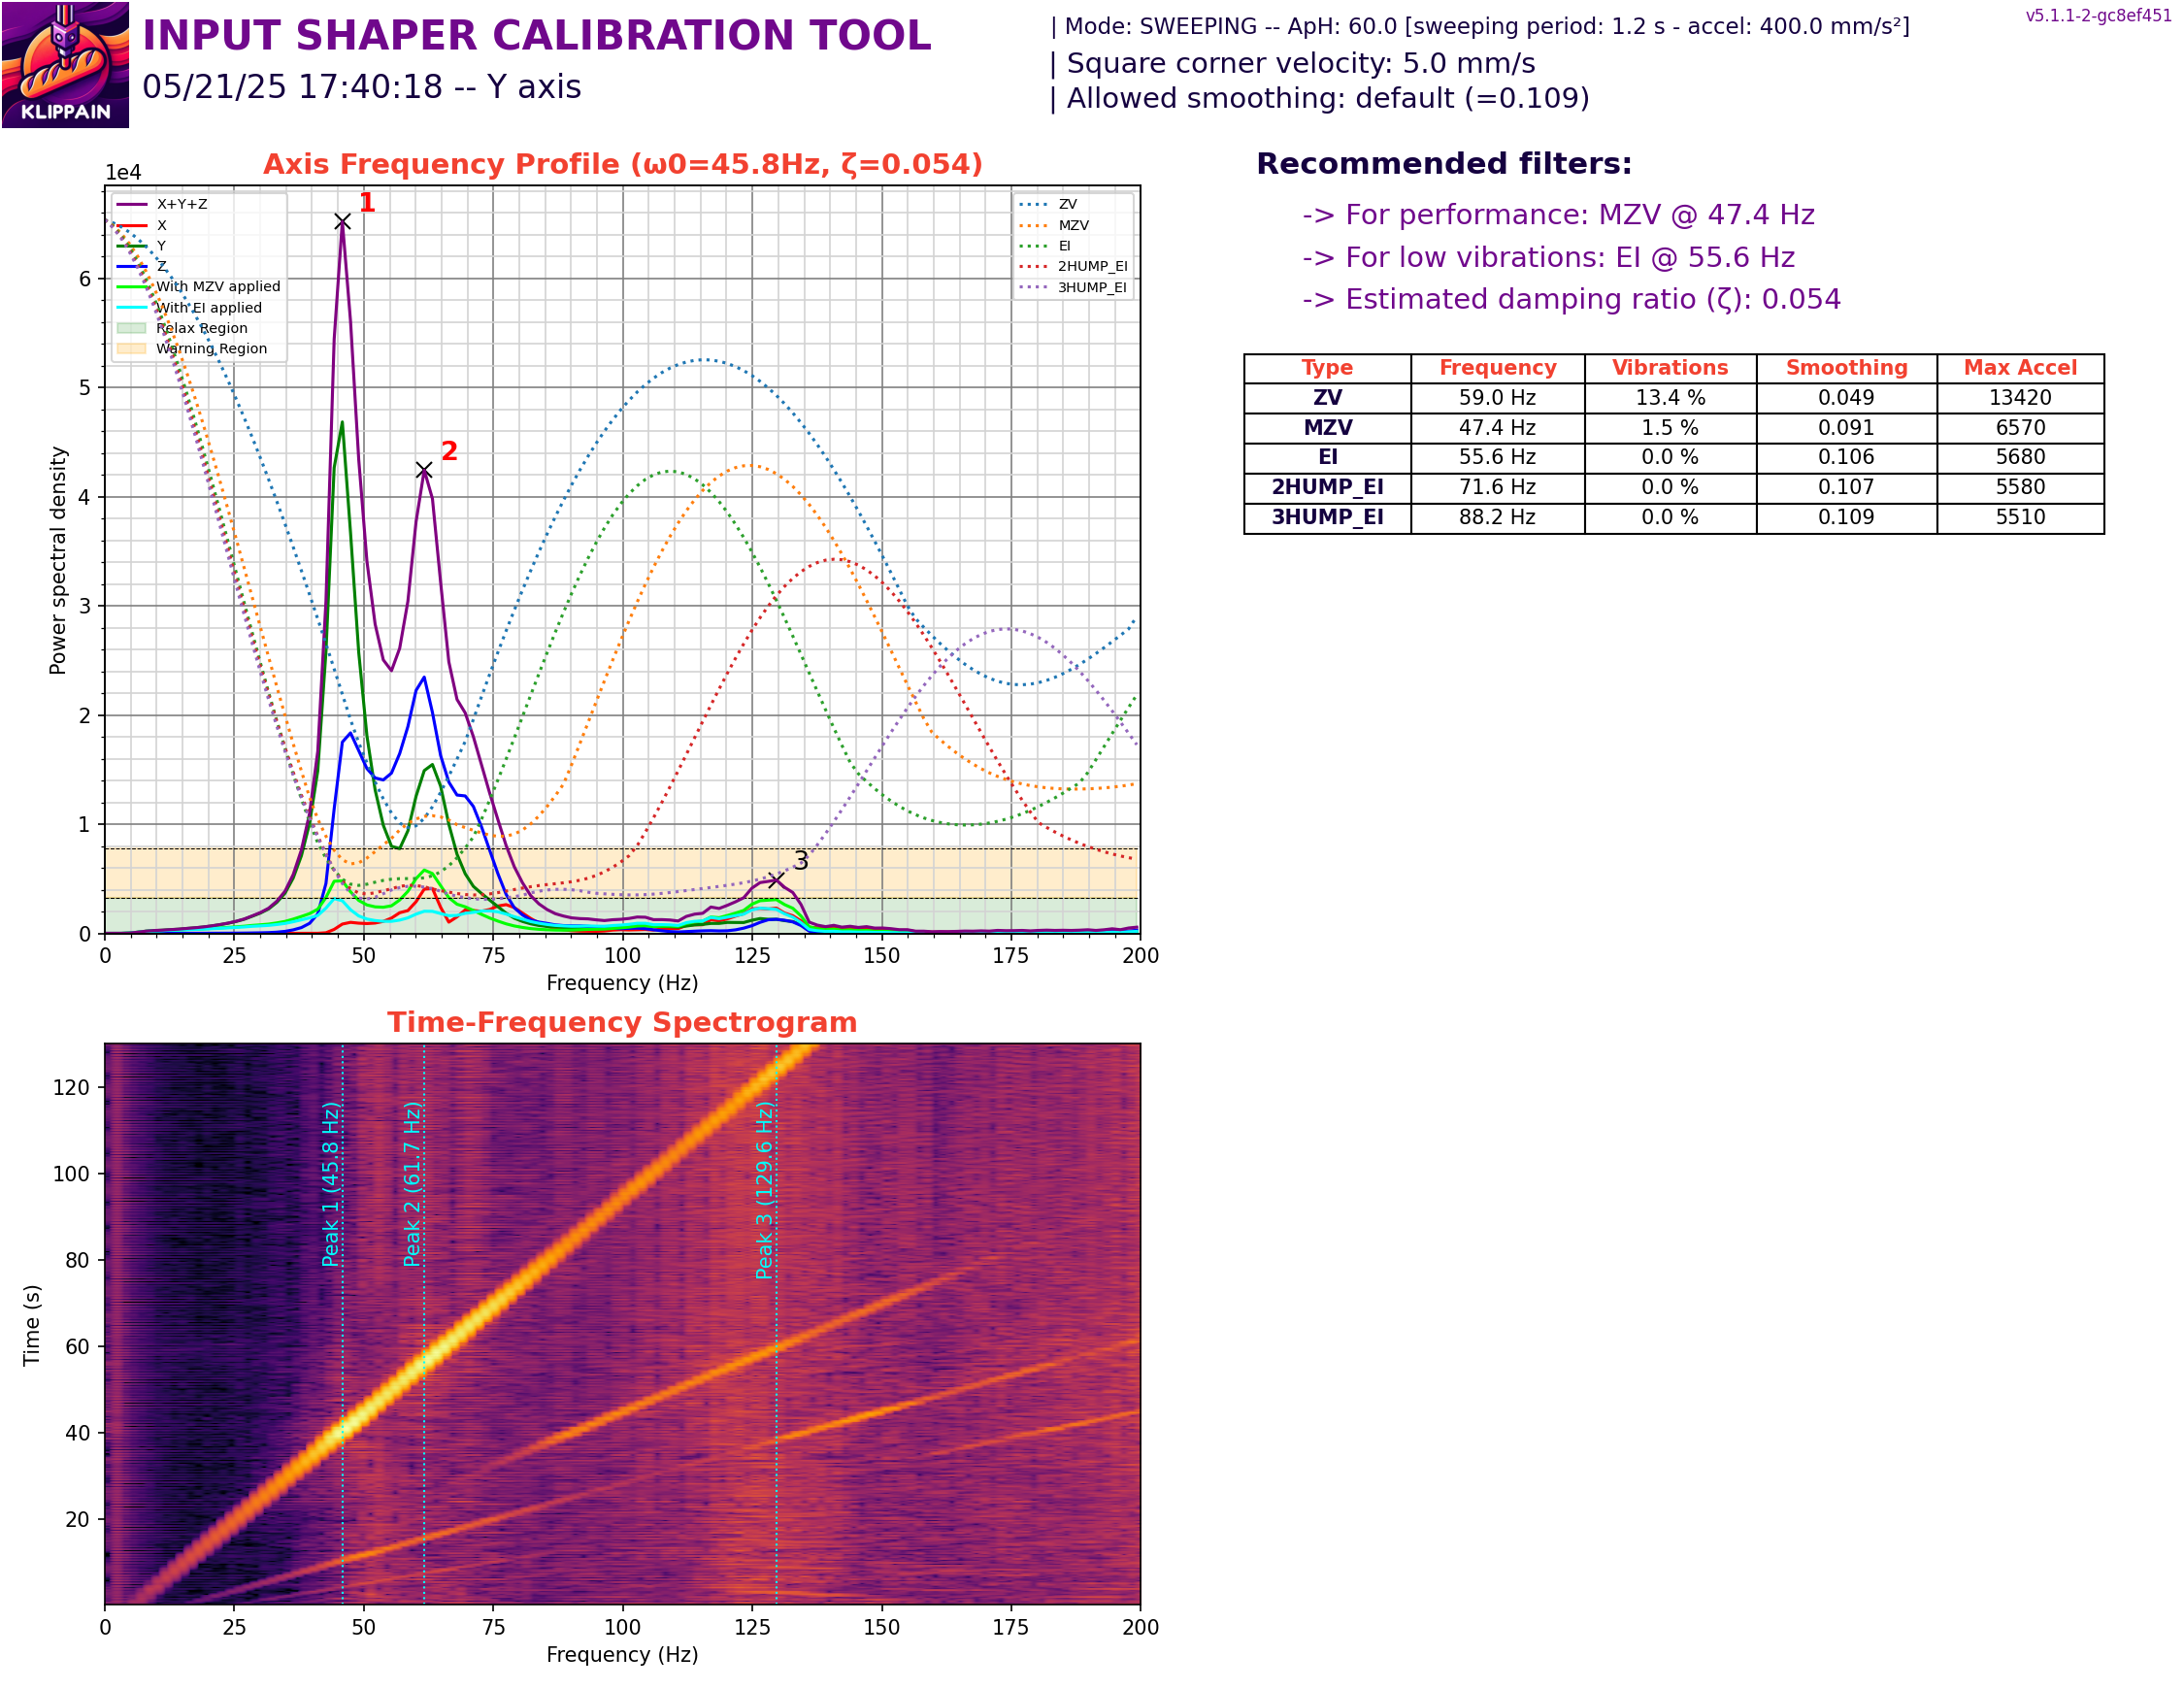 KLIPPAIN
INPUT SHAPER CALIBRATION TOOL
05/21/25 17:40:18 -- Y axis
| Mode: SWEEPING -- ApH: 60.0 [sweeping period: 1.2 s - accel: 400.0 mm/s²]
| Square corner velocity: 5.0 mm/s
| Allowed smoothing: default (=0.109)
v5.1.1-2-gc8ef451
Axis Frequency Profile (ω0=45.8Hz, ζ=0.054)
1e4
X+Y+Z
X
Y
Z
With MZV applied
With EI applied
Relax Region
Warning Region
ZV
MZV
EI
2HUMP_EI
3HUMP_EI
1
2
3
6
5
4
3
2
1
0
Power spectral density
0 25 50 75 100 125 150 175 200
Frequency (Hz)
Recommended filters:
-> For performance: MZV @ 47.4 Hz
-> For low vibrations: EI @ 55.6 Hz
-> Estimated damping ratio (ζ): 0.054
Type Frequency Vibrations Smoothing Max Accel
ZV 59.0 Hz 13.4 % 0.049 13420
MZV 47.4 Hz 1.5 % 0.091 6570
EI 55.6 Hz 0.0 % 0.106 5680
2HUMP_EI 71.6 Hz 0.0 % 0.107 5580
3HUMP_EI 88.2 Hz 0.0 % 0.109 5510
Time-Frequency Spectrogram
120
100
80
60
40
20
Time (s)
Peak 1 (45.8 Hz)
Peak 2 (61.7 Hz)
Peak 3 (129.6 Hz)
0 25 50 75 100 125 150 175 200
Frequency (Hz)